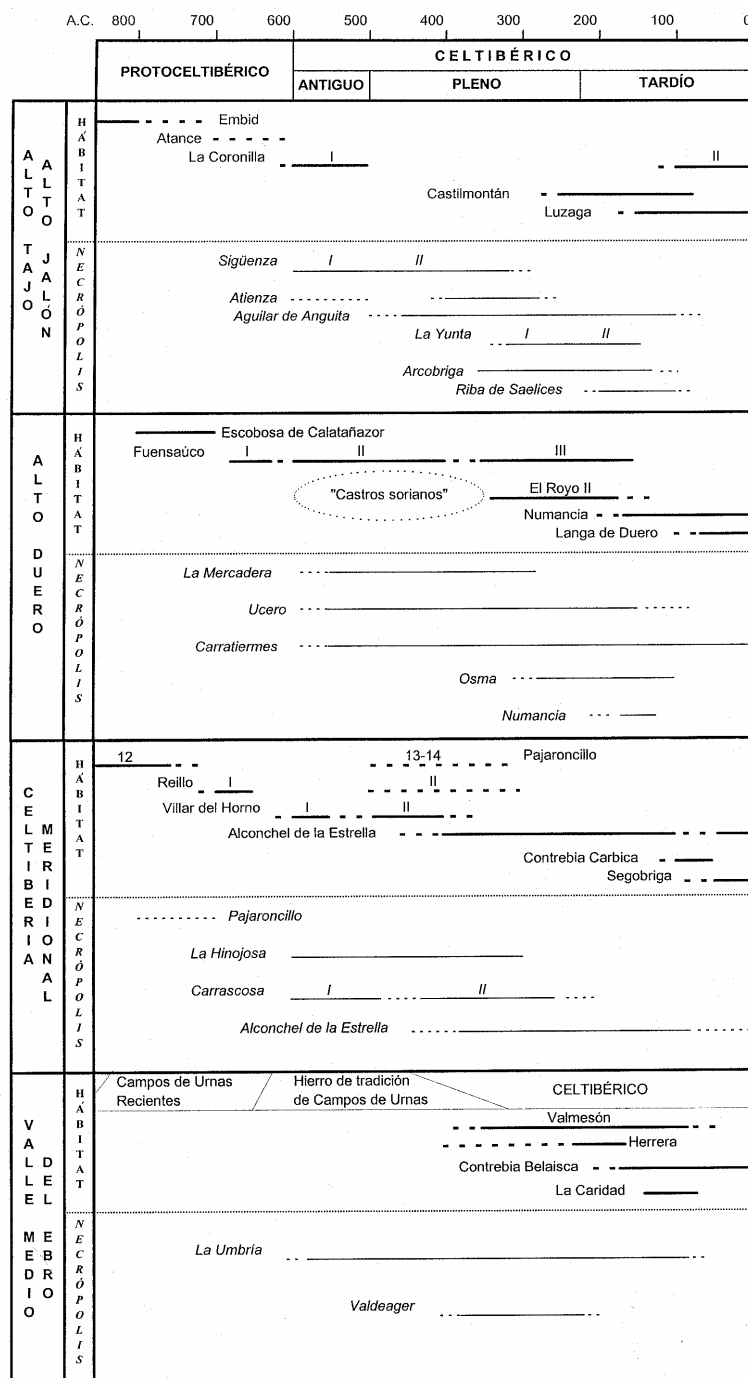 A.C. 800 700 600 500 400 300 200 100 0
PROTOCELTIBÉRICO
CELTIBÉRICO
ANTIGUO PLENO TARDÍO
ALTO TAJO
ALTO JALÓN
HÁBITAT
Embid
Atance
La Coronilla I II
Castilmontán
Luzaga
NECRÓPOLIS
Sigüenza I II
Atienza
Aguilar de Anguita
La Yunta I II
Arcobriga
Riba de Saelices
ALTO DUERO
HÁBITAT
Escobosa de Calatañazor
Fuensaúco I II III
"Castros sorianos" El Royo II
Numancia
Langa de Duero
NECRÓPOLIS
La Mercadera
Ucero
Carratiermes
Osma
Numancia
CELTIBERIA
MERIDIONAL
HÁBITAT
12 13-14 Pajaroncillo
Reillo I II
Villar del Horno I II
Alconchel de la Estrella
Contrebia Carbica
Segobriga
NECRÓPOLIS
Pajaroncillo
La Hinojosa
Carrascosa I II
Alconchel de la Estrella
VALLE MEDIO
DEL EBRO
HÁBITAT
Campos de Urnas
Recientes
Hierro de tradición
de Campos de Urnas
CELTIBÉRICO
Valmesón
Herrera
Contrebia Belaisca
La Caridad
NECRÓPOLIS
La Umbría
Valdeager